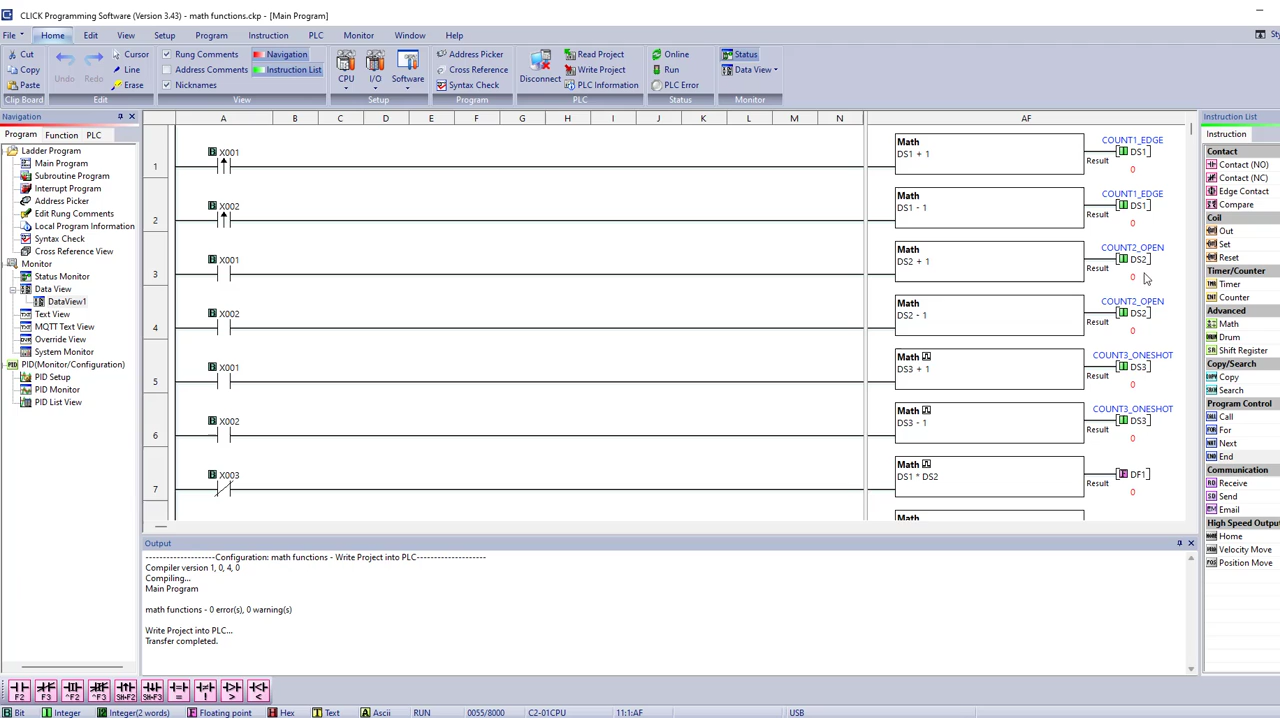 CLICK Programming Software (Version 3.43) - math functions.ckp - [Main Program]
File Home Edit View Setup Program Instruction PLC Monitor Window Help
Cut
Copy
Paste
Clip Board
Undo Redo
Cursor
Line
Erase
Edit
Rung Comments
Address Comments
Nicknames
Navigation
Instruction List
View
CPU I/O Software
Setup
Address Picker
Cross Reference
Syntax Check
Program
Disconnect
Read Project
Write Project
PLC Information
PLC
Online
Run
PLC Error
Status
Status
Data View
Monitor
Navigation
Program Function PLC
Ladder Program
Main Program
Subroutine Program
Interrupt Program
Address Picker
Edit Rung Comments
Local Program Information
Syntax Check
Cross Reference View
Monitor
Status Monitor
Data View
DataView1
Text View
MQTT Text View
Override View
System Monitor
PID PID(Monitor/Configuration)
PID Setup
PID Monitor
PID List View
A B C D E F G H I J K L M N AF
1
B X001
Math
DS1 + 1
Result
COUNT1_EDGE
I DS1
0
2
B X002
Math
DS1 - 1
Result
COUNT1_EDGE
I DS1
0
3
B X001
Math
DS2 + 1
Result
COUNT2_OPEN
I DS2
0
4
B X002
Math
DS2 - 1
Result
COUNT2_OPEN
I DS2
0
5
B X001
Math
DS3 + 1
Result
COUNT3_ONESHOT
I DS3
0
6
B X002
Math
DS3 - 1
Result
COUNT3_ONESHOT
I DS3
0
7
B X003
Math
DS1 * DS2
Result
F DF1
0
Math
Output
--------------------Configuration: math functions - Write Project into PLC--------------------
Compiler version 1, 0, 4, 0
Compiling...
Main Program
math functions - 0 error(s), 0 warning(s)
Write Project into PLC...
Transfer completed.
Instruction List
Instruction
Contact
Contact (NO)
Contact (NC)
Edge Contact
Compare
Coil
Out
Set
Reset
Timer/Counter
Timer
Counter
Advanced
Math
Drum
Shift Register
Copy/Search
Copy
Search
Program Control
Call
For
Next
End
Communication
Receive
Send
Email
High Speed Output
Home
Velocity Move
Position Move
F2 F3 ^F2 ^F3 SH-F2 SH-F3 = ! > <
B Bit I Integer Integer(2 words) F Floating point H Hex T Text A Ascii RUN 0055/8000 C2-01CPU 11:1:AF USB